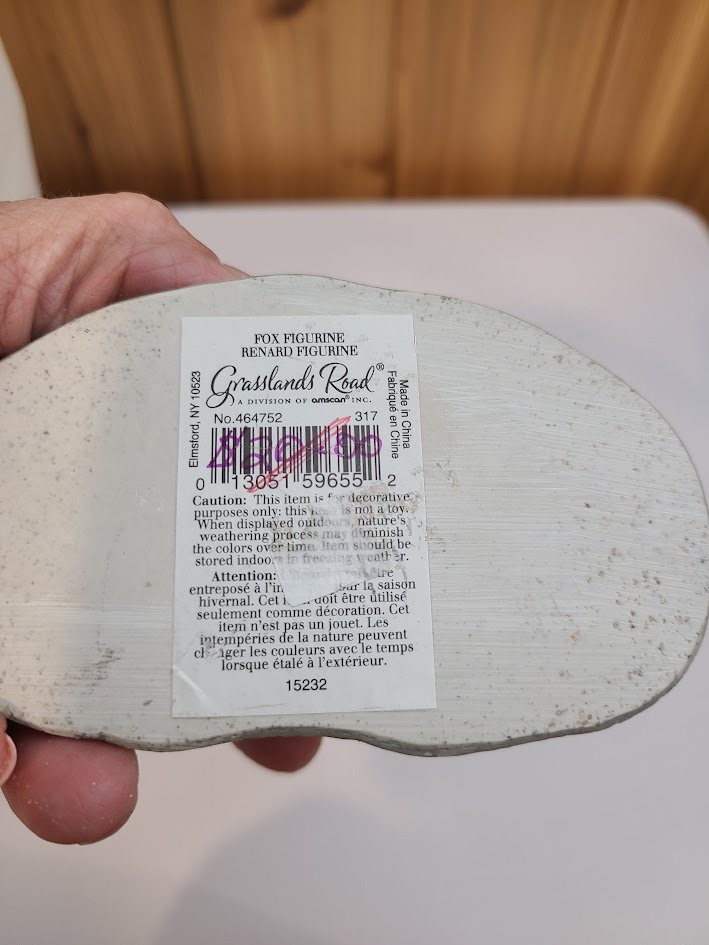 FOX FIGURINE
RENARD FIGURINE
Grasslands Road®
A DIVISION OF amscan® INC.
Elmsford, NY 10523
Made in China
Fabriqué en Chine
No.464752 317
$20.00
0 13051 59655 2
Caution: This item is for decorative
purposes only: this is not a toy.
When displayed outdoors, nature's
weathering process may diminish
the colors over time. Item should be
stored indoors in freezing weather.
Attention: être
entreposé à la saison
hivernal. Cet doit être utilisé
seulement comme décoration. Cet
item n'est pas un jouet. Les
intempéries de la nature peuvent
changer les couleurs avec le temps
lorsque étalé à l'extérieur.
15232